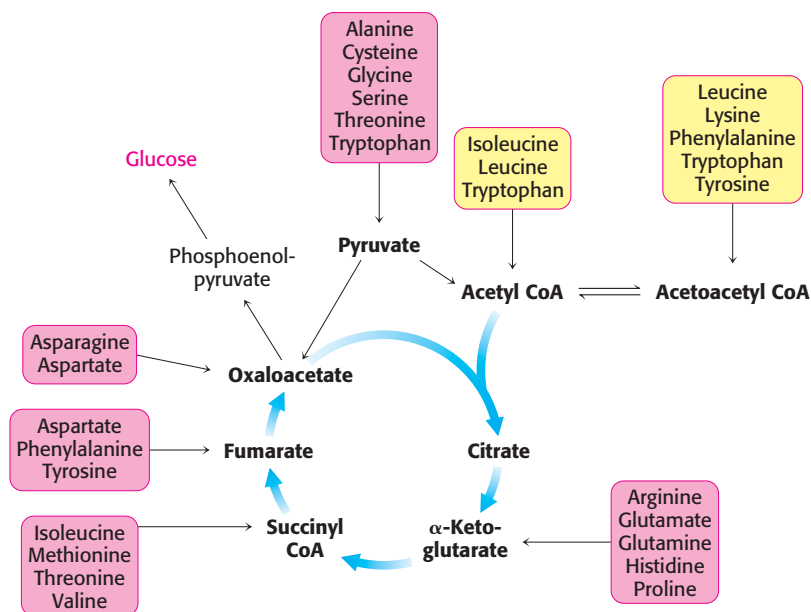 Alanine
Cysteine
Glycine
Serine
Threonine
Tryptophan
Isoleucine
Leucine
Tryptophan
Leucine
Lysine
Phenylalanine
Tryptophan
Tyrosine
Glucose
Phosphoenol-
pyruvate
Pyruvate
Acetyl CoA
Acetoacetyl CoA
Asparagine
Aspartate
Oxaloacetate
Aspartate
Phenylalanine
Tyrosine
Fumarate
Citrate
Isoleucine
Methionine
Threonine
Valine
Succinyl
CoA
α-Keto-
glutarate
Arginine
Glutamate
Glutamine
Histidine
Proline